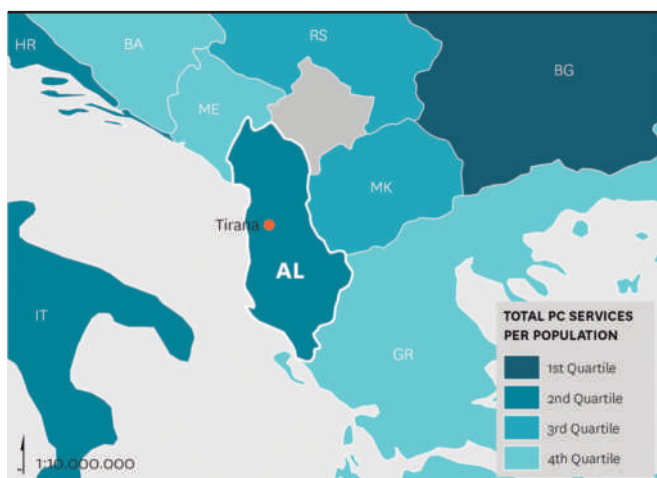 HR
BA
RS
BG
ME
MK
Tirana
AL
IT
GR
TOTAL PC SERVICES
PER POPULATION
1st Quartile
2nd Quartile
3rd Quartile
4th Quartile
1:10.000.000